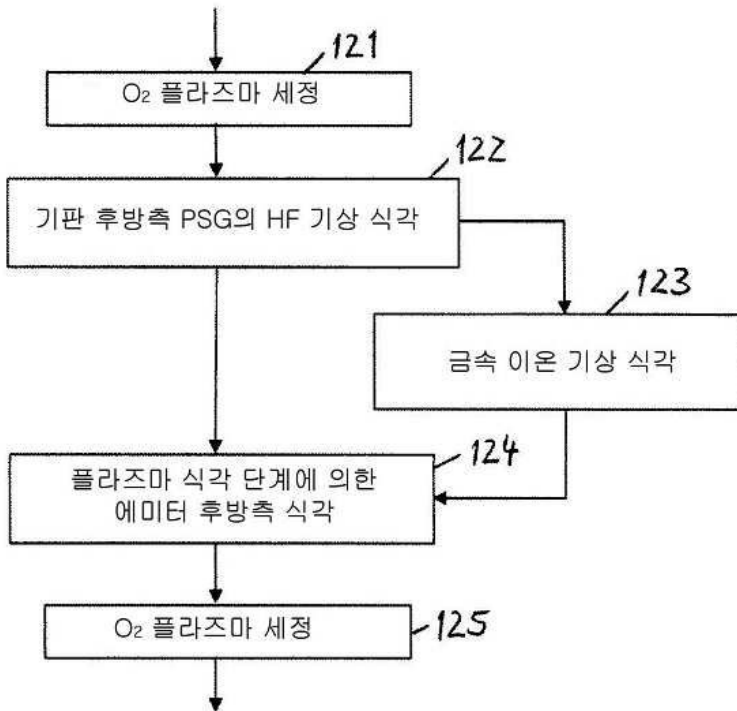 121
O₂ 플라즈마 세정
122
기판 후방측 PSG의 HF 기상 식각
123
금속 이온 기상 식각
124
플라즈마 식각 단계에 의한
에미터 후방측 식각
O₂ 플라즈마 세정
125